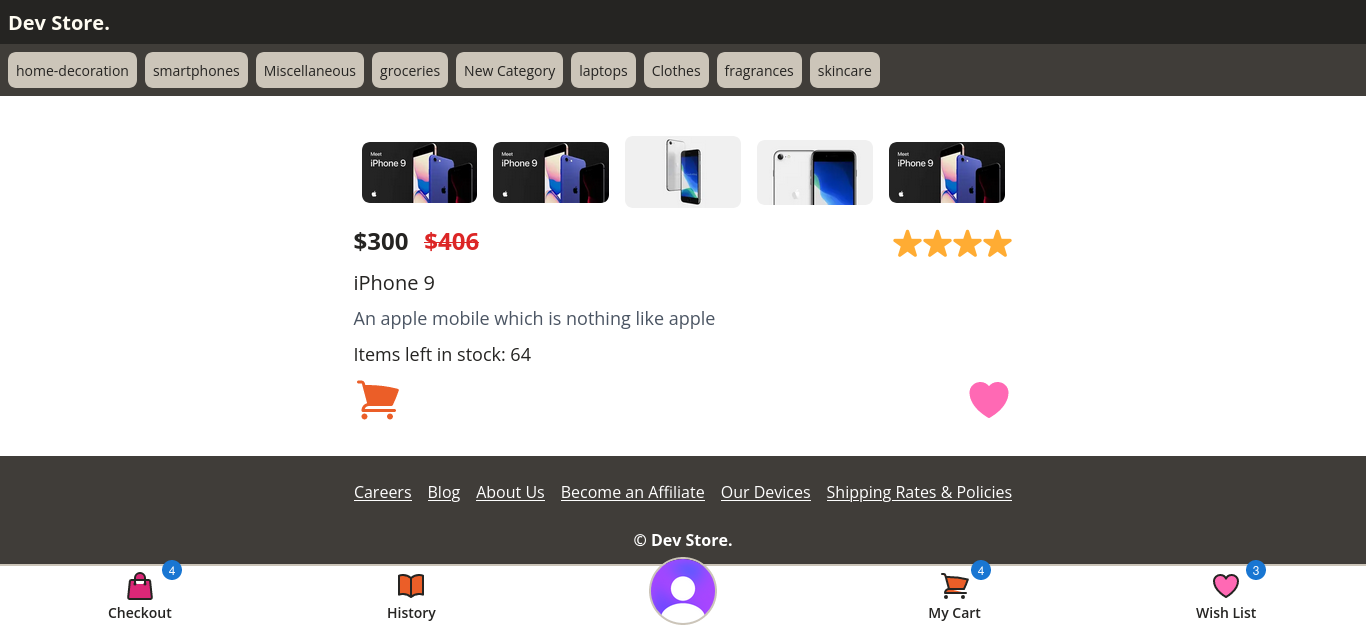 Dev Store.
home-decoration smartphones Miscellaneous groceries New Category laptops Clothes fragrances skincare
Meet Meet Meet
iPhone 9 iPhone 9 iPhone 9
$300 $406
iPhone 9
An apple mobile which is nothing like apple
Items left in stock: 64
Careers Blog About Us Become an Affiliate Our Devices Shipping Rates & Policies
© Dev Store.
4 4 3
Checkout History My Cart Wish List